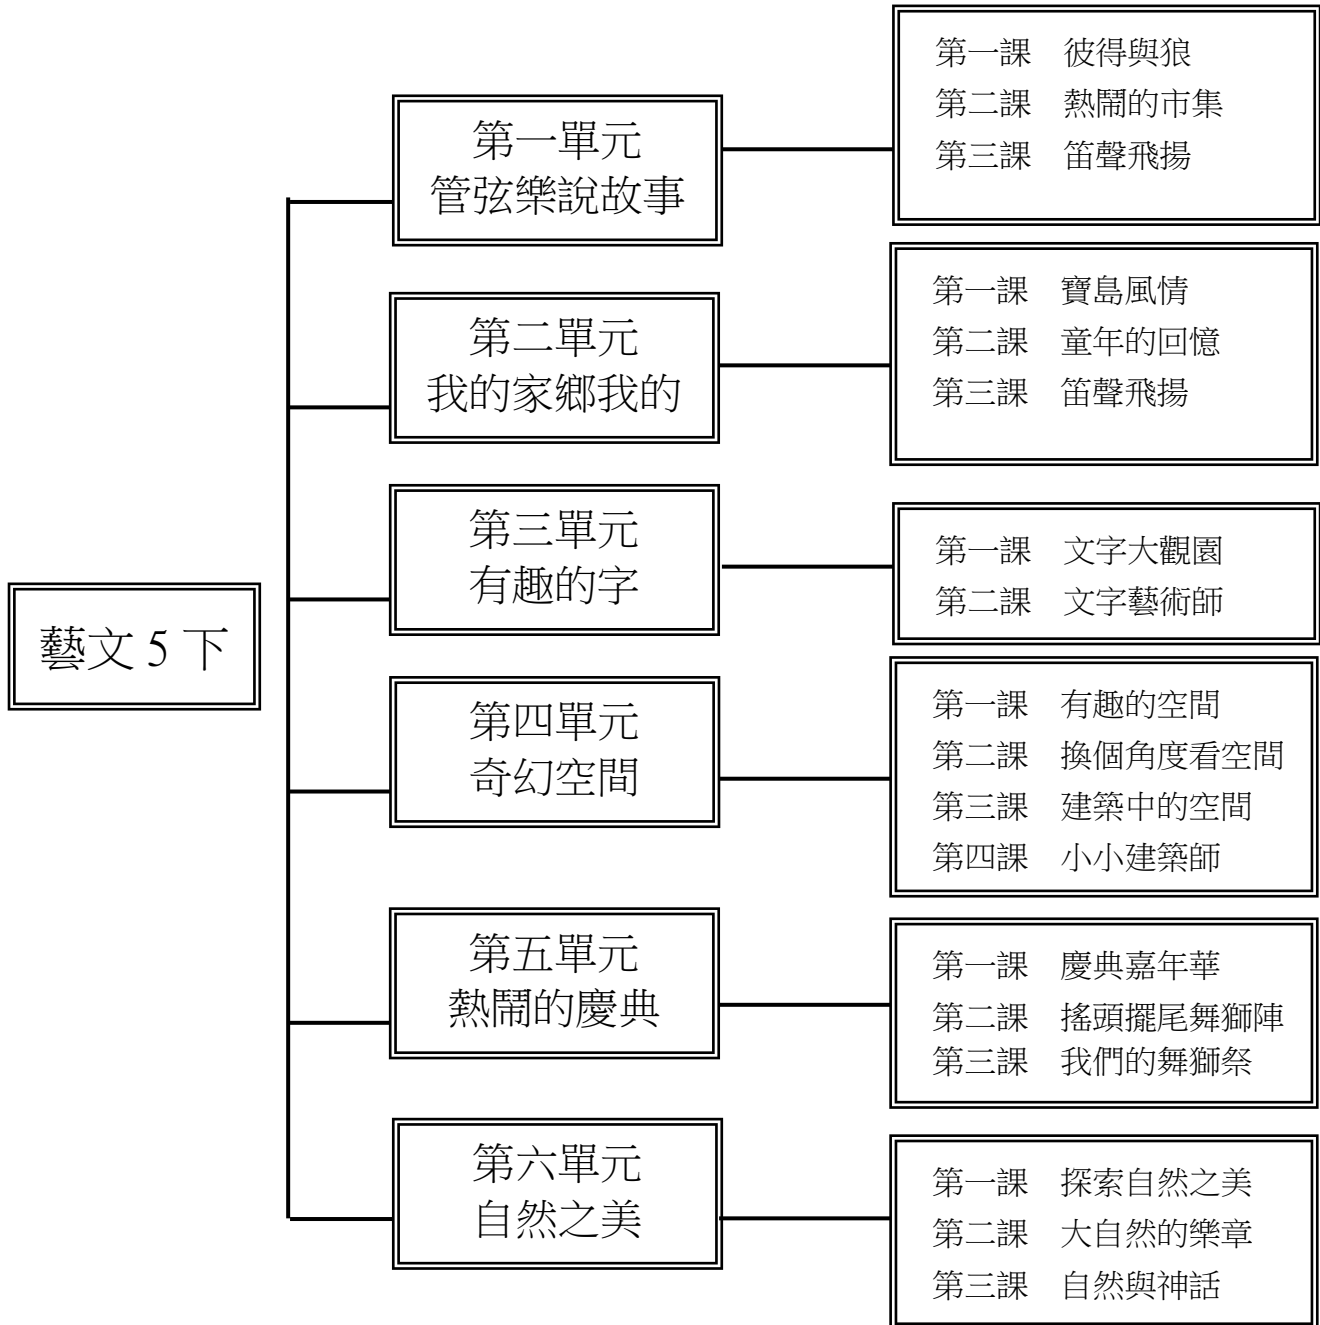 藝文 5 下
第一單元
管弦樂說故事
第一課　彼得與狼
第二課　熱鬧的市集
第三課　笛聲飛揚
第二單元
我的家鄉我的
第一課　寶島風情
第二課　童年的回憶
第三課　笛聲飛揚
第三單元
有趣的字
第一課　文字大觀園
第二課　文字藝術師
第四單元
奇幻空間
第一課　有趣的空間
第二課　換個角度看空間
第三課　建築中的空間
第四課　小小建築師
第五單元
熱鬧的慶典
第一課　慶典嘉年華
第二課　搖頭擺尾舞獅陣
第三課　我們的舞獅祭
第六單元
自然之美
第一課　探索自然之美
第二課　大自然的樂章
第三課　自然與神話